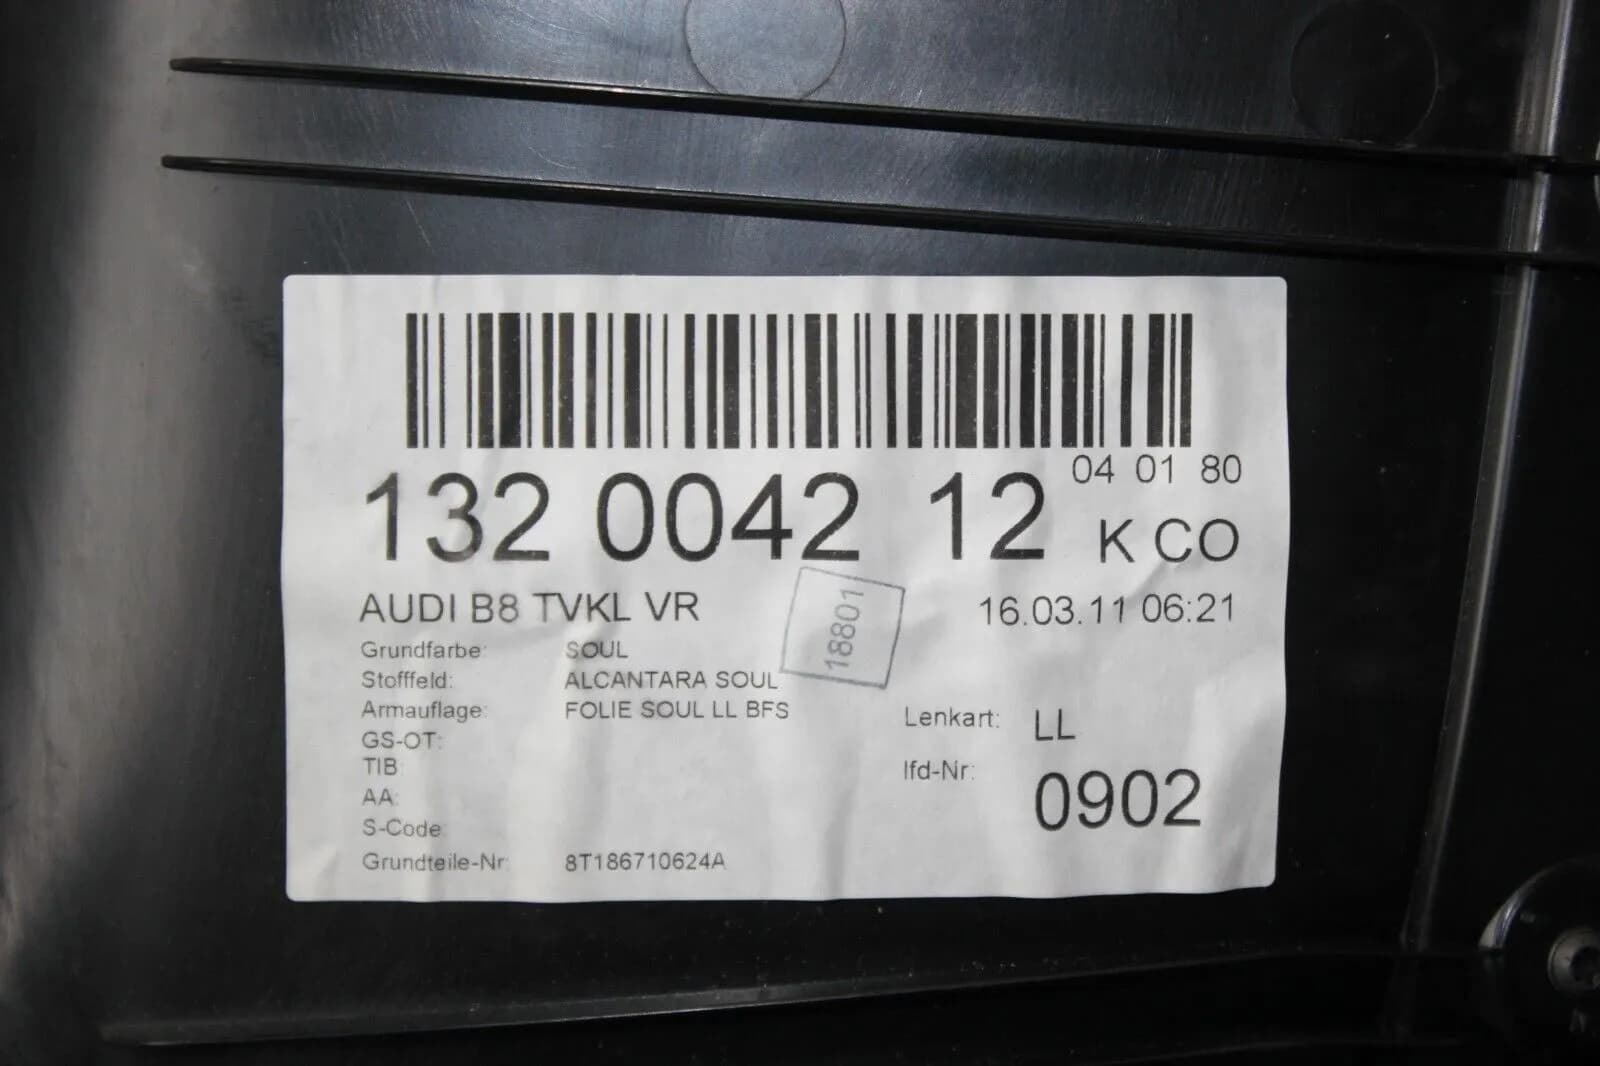 04 01 80
132 0042 12 K CO
AUDI B8 TVKL VR 16.03.11 06:21
18801
Grundfarbe: SOUL
Stofffeld: ALCANTARA SOUL
Armauflage: FOLIE SOUL LL BFS
Lenkart: LL
GS-OT:
TIB:
lfd-Nr: 0902
AA:
S-Code:
Grundteile-Nr: 8T186710624A